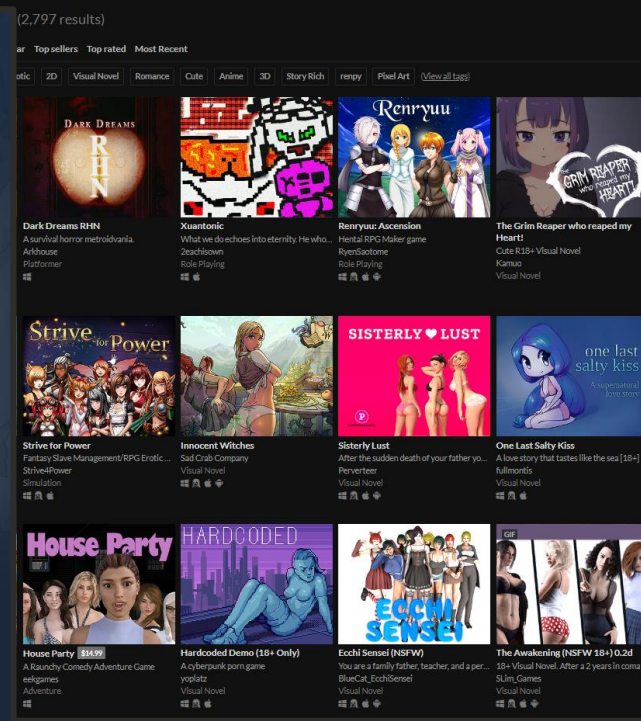 (2,797 results)
ar Top sellers Top rated Most Recent
otic 2D Visual Novel Romance Cute Anime 3D Story Rich renpy Pixel Art (View all tags)
DARK DREAMS
RHN
Renryuu
THE GRIM REAPER
who reaped my
HEART!
Dark Dreams RHN
A survival horror metroidvania.
Arkhouse
Platformer
Xuantonic
What we do echoes into eternity. He who...
2eachisown
Role Playing
Renryuu: Ascension
Hentai RPG Maker game
RyenSaotome
Role Playing
The Grim Reaper who reaped my
Heart!
Cute R18+ Visual Novel
Kamuo
Visual Novel
Strive for Power
SISTERLY LUST
P
one last
salty kiss
A supernatural
love story
Strive for Power
Fantasy Slave Management/RPG Erotic ...
Strive4Power
Simulation
Innocent Witches
Sad Crab Company
Visual Novel
Sisterly Lust
After the sudden death of your father yo...
Perverteer
Visual Novel
One Last Salty Kiss
A love story that tastes like the sea [18+]
fullmontis
Visual Novel
House Party
HARDCODED
ECCHI
SENSEI
GIF
House Party $14.99
A Raunchy Comedy Adventure Game
eekgames
Adventure
Hardcoded Demo (18+ Only)
A cyberpunk porn game
yoplatz
Visual Novel
Ecchi Sensei (NSFW)
You are a family father, teacher, and a per...
BlueCat_EcchiSensei
Visual Novel
The Awakening (NSFW 18+) 0.2d
18+ Visual Novel. After a 2 years in coma
SLim_Games
Visual Novel